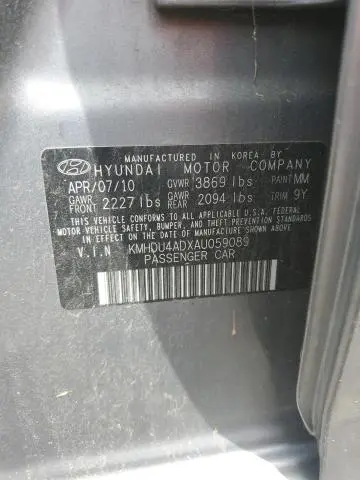 MANUFACTURED IN KOREA BY
HYUNDAI MOTOR COMPANY
APR/07/10 GVWR 3869 lbs PAINT MM
GAWR FRONT 2227 lbs GAWR REAR 2094 lbs TRIM 9Y
THIS VEHICLE CONFORMS TO ALL APPLICABLE U.S.A. FEDERAL
MOTOR VEHICLE SAFETY, BUMPER, AND THEFT PREVENTION
STANDARDS IN EFFECT ON THE DATE OF MANUFACTURE SHOWN ABOVE.
V.I.N KMHDU4ADXAU059089
PASSENGER CAR